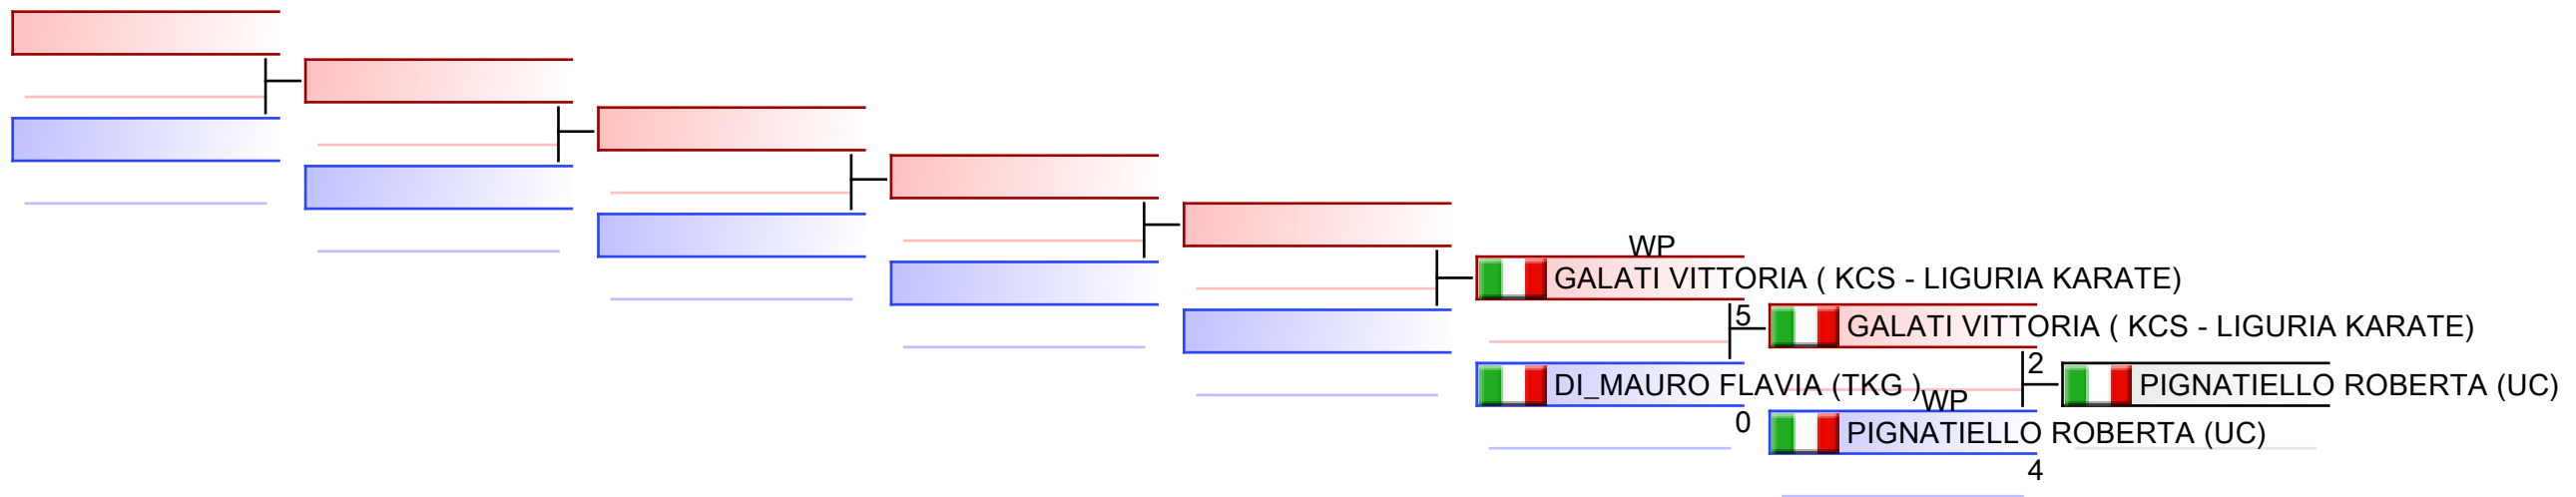 WP
GALATI VITTORIA ( KCS - LIGURIA KARATE)
5
GALATI VITTORIA ( KCS - LIGURIA KARATE)
2
DI_MAURO FLAVIA (TKG )
PIGNATIELLO ROBERTA (UC)
WP
0
PIGNATIELLO ROBERTA (UC)
4